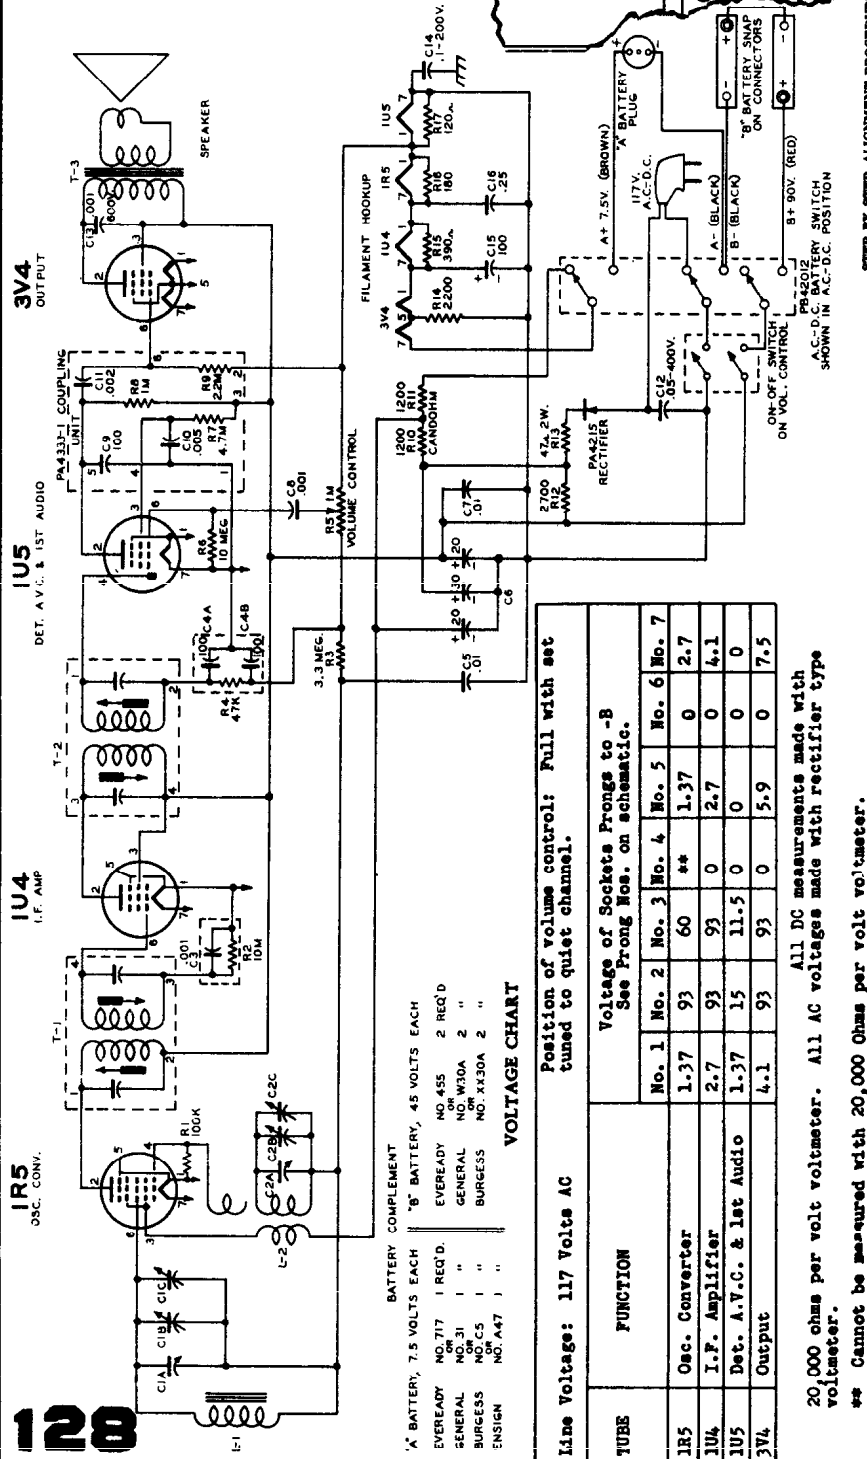 128
1R5
OSC. CONV.
1U4
I.F. AMP
1U5
DET. A.V.C. & 1ST AUDIO
3V4
OUTPUT
T-1
T-2
T-3
SPEAKER
PA4333-1 COUPLING
UNIT
C13
.001
600V.
C11
.002
R8
1M
R9
2.2M
C9
100
C10
.005
R7
4.7M
R6
10 MEG.
C8
.001
R5 1M
VOLUME CONTROL
C4A
100
C4B
100
R4
47K
3.3 MEG.
R3
.001
C3
R2
10M
R1
100K
C1A
C1B
C1C
L-1
L-2
C2A
C2B
C2C
C5
.01
+ 20
+ 30
+ 20
C6
C7
.01
2700
R12
47Ω 2W.
R13
PA4215
RECTIFIER
C12
.05-400V.
1200
R10
1200
R11
CANDOHM
FILAMENT HOOKUP
3V4
1U4
1R5
1U5
R14
2200
R15
390Ω
R16
180
R17
120Ω
C15
100
C16
.25
C14
.1-200V.
A+ 7.5V. (BROWN)
"A" BATTERY
PLUG
117V.
A.C.-D.C.
A- (BLACK)
B- (BLACK)
B+ 90V. (RED)
"B" BATTERY SNAP
ON CONNECTORS
ON-OFF SWITCH
ON VOL. CONTROL
PB42012
A.C.-D.C. BATTERY SWITCH
SHOWN IN A.C.-D.C. POSITION
BATTERY COMPLEMENT
"A" BATTERY, 7.5 VOLTS EACH
EVEREADY NO. 717 1 REQ'D.
OR
GENERAL NO. 31 1 "
OR
BURGESS NO. C5 1 "
OR
ENSIGN NO. A47 1 "
"B" BATTERY, 45 VOLTS EACH
EVEREADY NO 455 2 REQ'D
OR
GENERAL NO. W30A 2 "
OR
BURGESS NO. XX30A 2 "
VOLTAGE CHART
Line Voltage: 117 Volts AC
Position of volume control: Full with set
tuned to quiet channel.
TUBE FUNCTION
Voltage of Sockets Prongs to -B
See Prong Nos. on schematic.
No. 1 No. 2 No. 3 No. 4 No. 5 No. 6 No. 7
1R5 Osc. Converter 1.37 93 60 ** 1.37 0 2.7
1U4 I.F. Amplifier 2.7 93 93 0 2.7 0 4.1
1U5 Det. A.V.C. & 1st Audio 1.37 15 11.5 0 0 0 0
3V4 Output 4.1 93 93 0 5.9 0 7.5
All DC measurements made with
20,000 ohms per volt voltmeter. All AC voltages made with rectifier type
voltmeter.
** Cannot be measured with 20,000 Ohms per volt voltmeter.